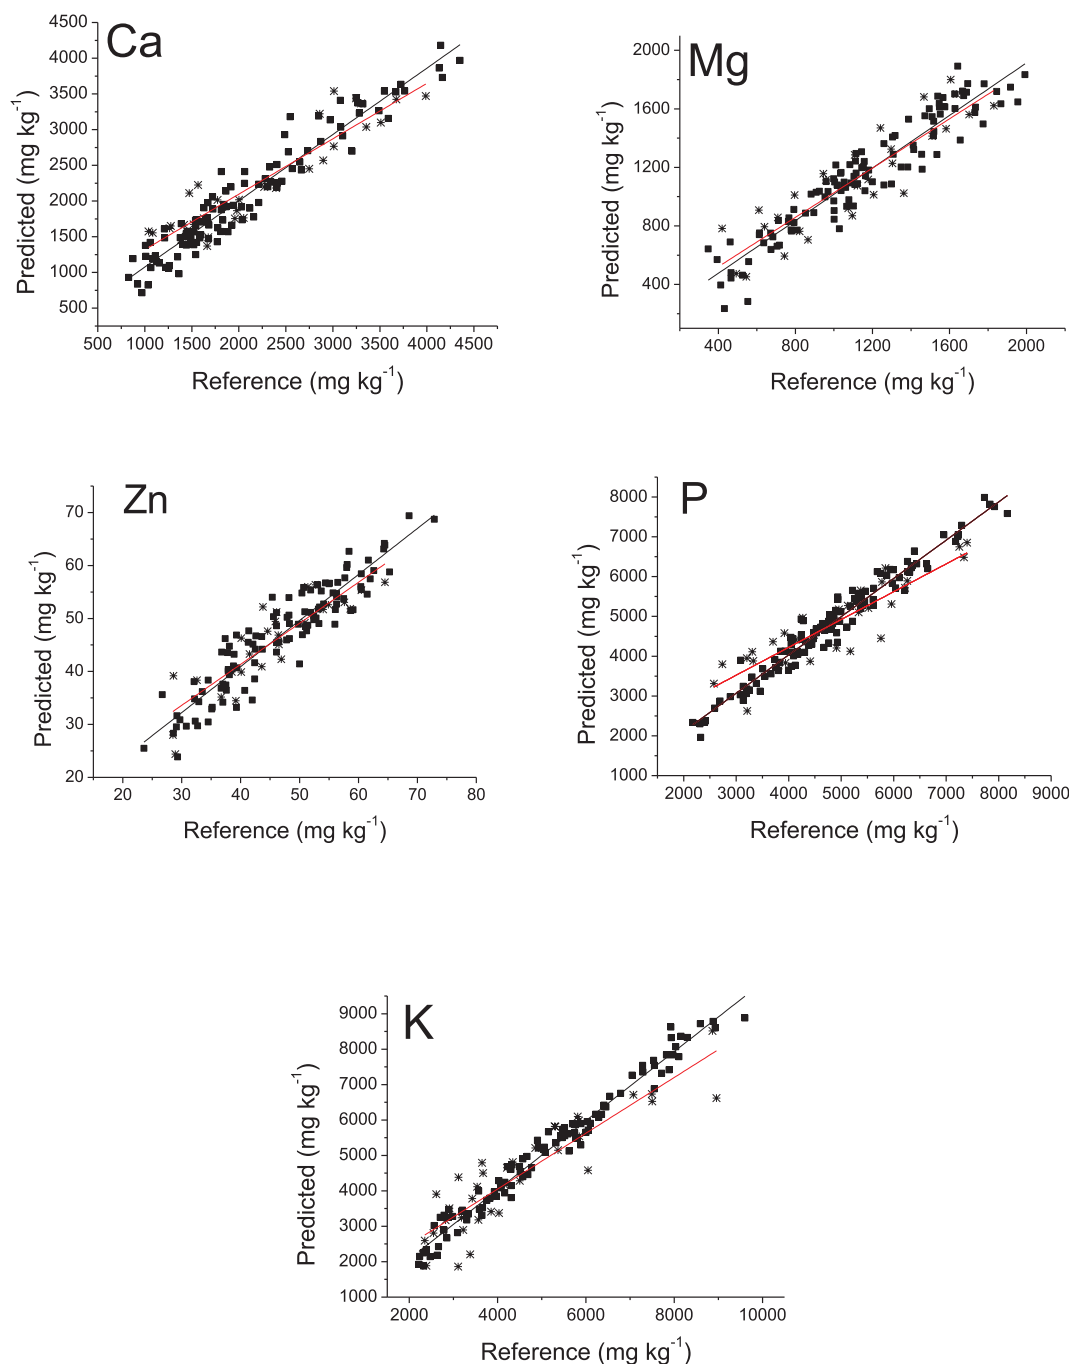 Ca
4500
4000
3500
3000
2500
2000
1500
1000
500
Predicted (mg kg⁻¹)
500 1000 1500 2000 2500 3000 3500 4000 4500
Reference (mg kg⁻¹)
Mg
2000
1600
1200
800
400
Predicted (mg kg⁻¹)
400 800 1200 1600 2000
Reference (mg kg⁻¹)
Zn
70
60
50
40
30
20
Predicted (mg kg⁻¹)
20 30 40 50 60 70 80
Reference (mg kg⁻¹)
P
8000
7000
6000
5000
4000
3000
2000
1000
Predicted (mg kg⁻¹)
2000 3000 4000 5000 6000 7000 8000 9000
Reference (mg kg⁻¹)
K
9000
8000
7000
6000
5000
4000
3000
2000
1000
Predicted (mg kg⁻¹)
2000 4000 6000 8000 10000
Reference (mg kg⁻¹)